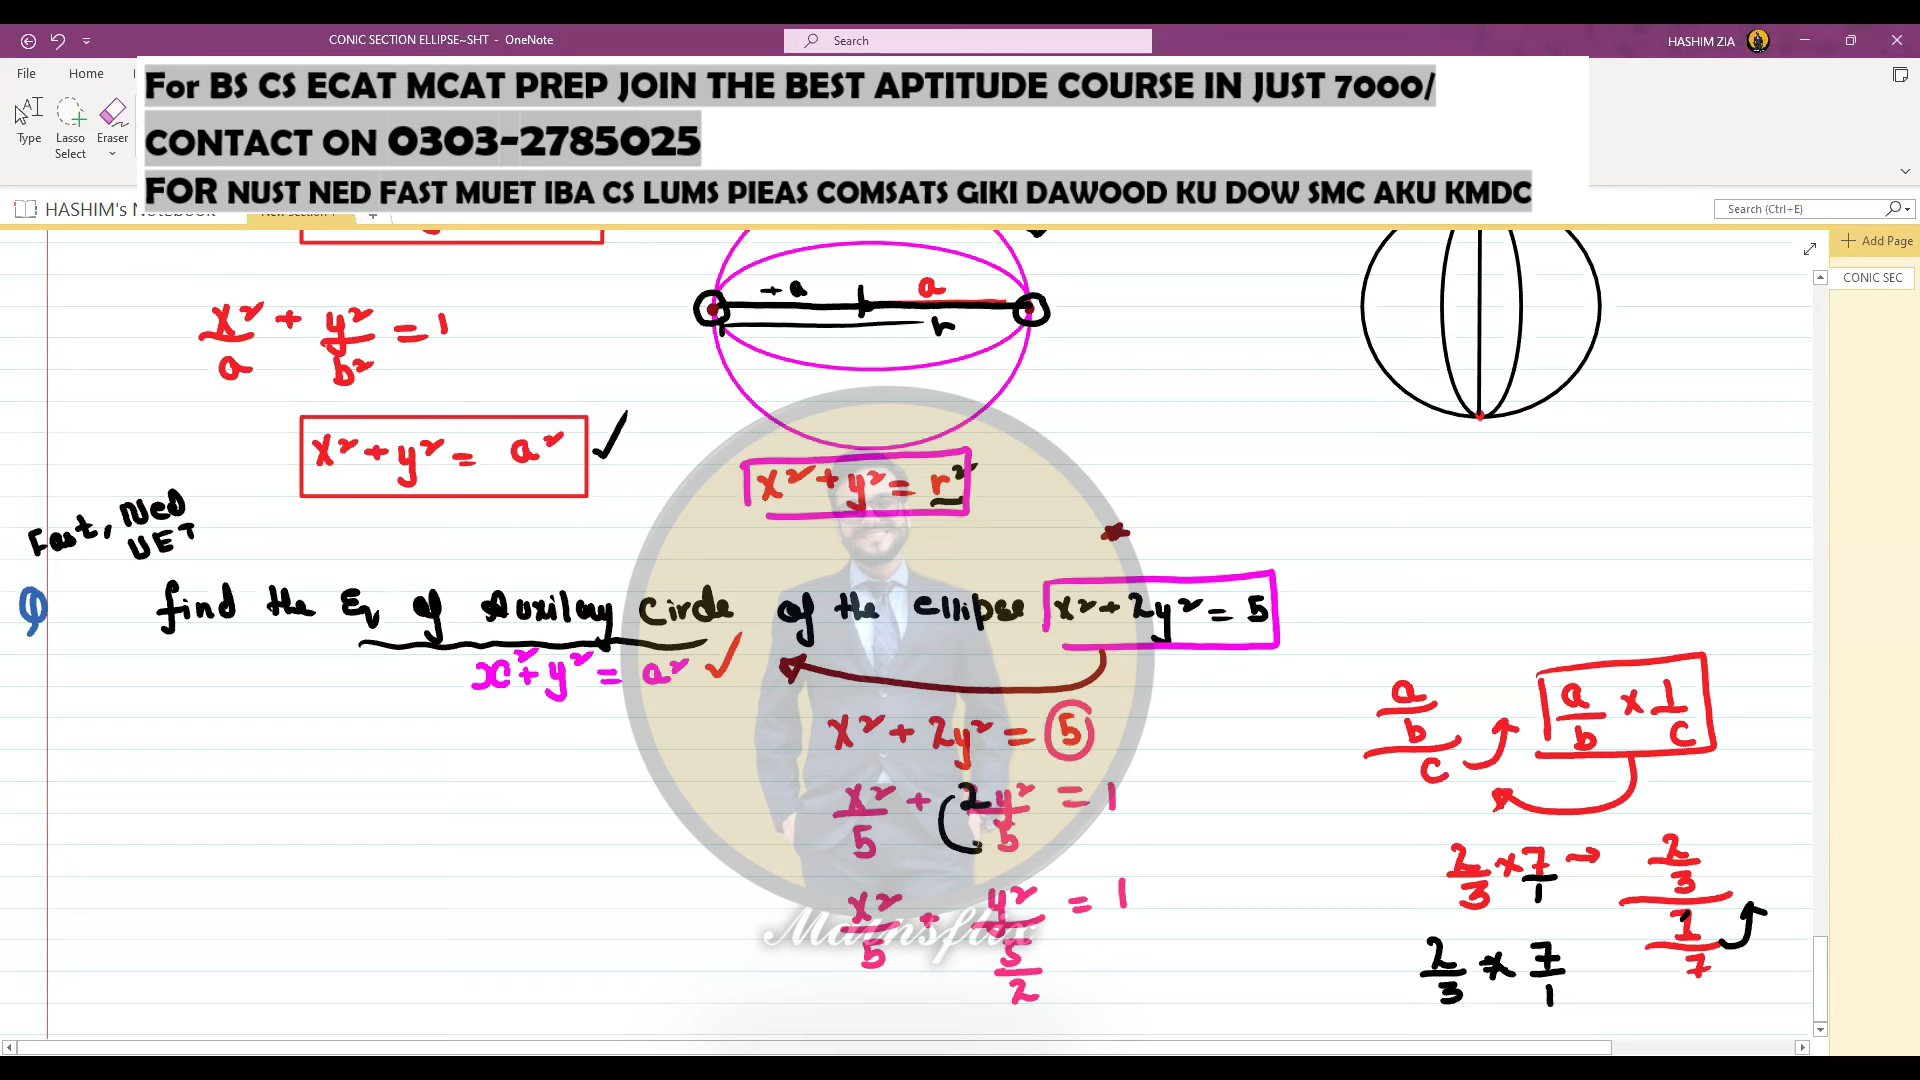 CONIC SECTION ELLIPSE~SHT - OneNote
Search
HASHIM ZIA
File
Home
For BS CS ECAT MCAT PREP JOIN THE BEST APTITUDE COURSE IN JUST 7000/
CONTACT ON 0303-2785025
FOR NUST NED FAST MUET IBA CS LUMS PIEAS COMSATS GIKI DAWOOD KU DOW SMC AKU KMDC
Type
Lasso Select
Eraser
HASHIM's Notebook
Search (Ctrl+E)
Add Page
CONIC SEC
+a
a
r
x²/a + y²/b² = 1
x² + y² = a²
x² + y² = r²
Fast, Ned
UET
Q find the Eq of Auxilary Circle of the ellipse x² + 2y² = 5
x² + y² = a²
x² + 2y² = 5
x²/5 + 2y²/5 = 1
x²/5 + y²/(5/2) = 1
(a/b)/c
a/b × 1/c
2/3 × 7/1 → (2/3)/(1/7)
2/3 × 7/1
Mathsflix